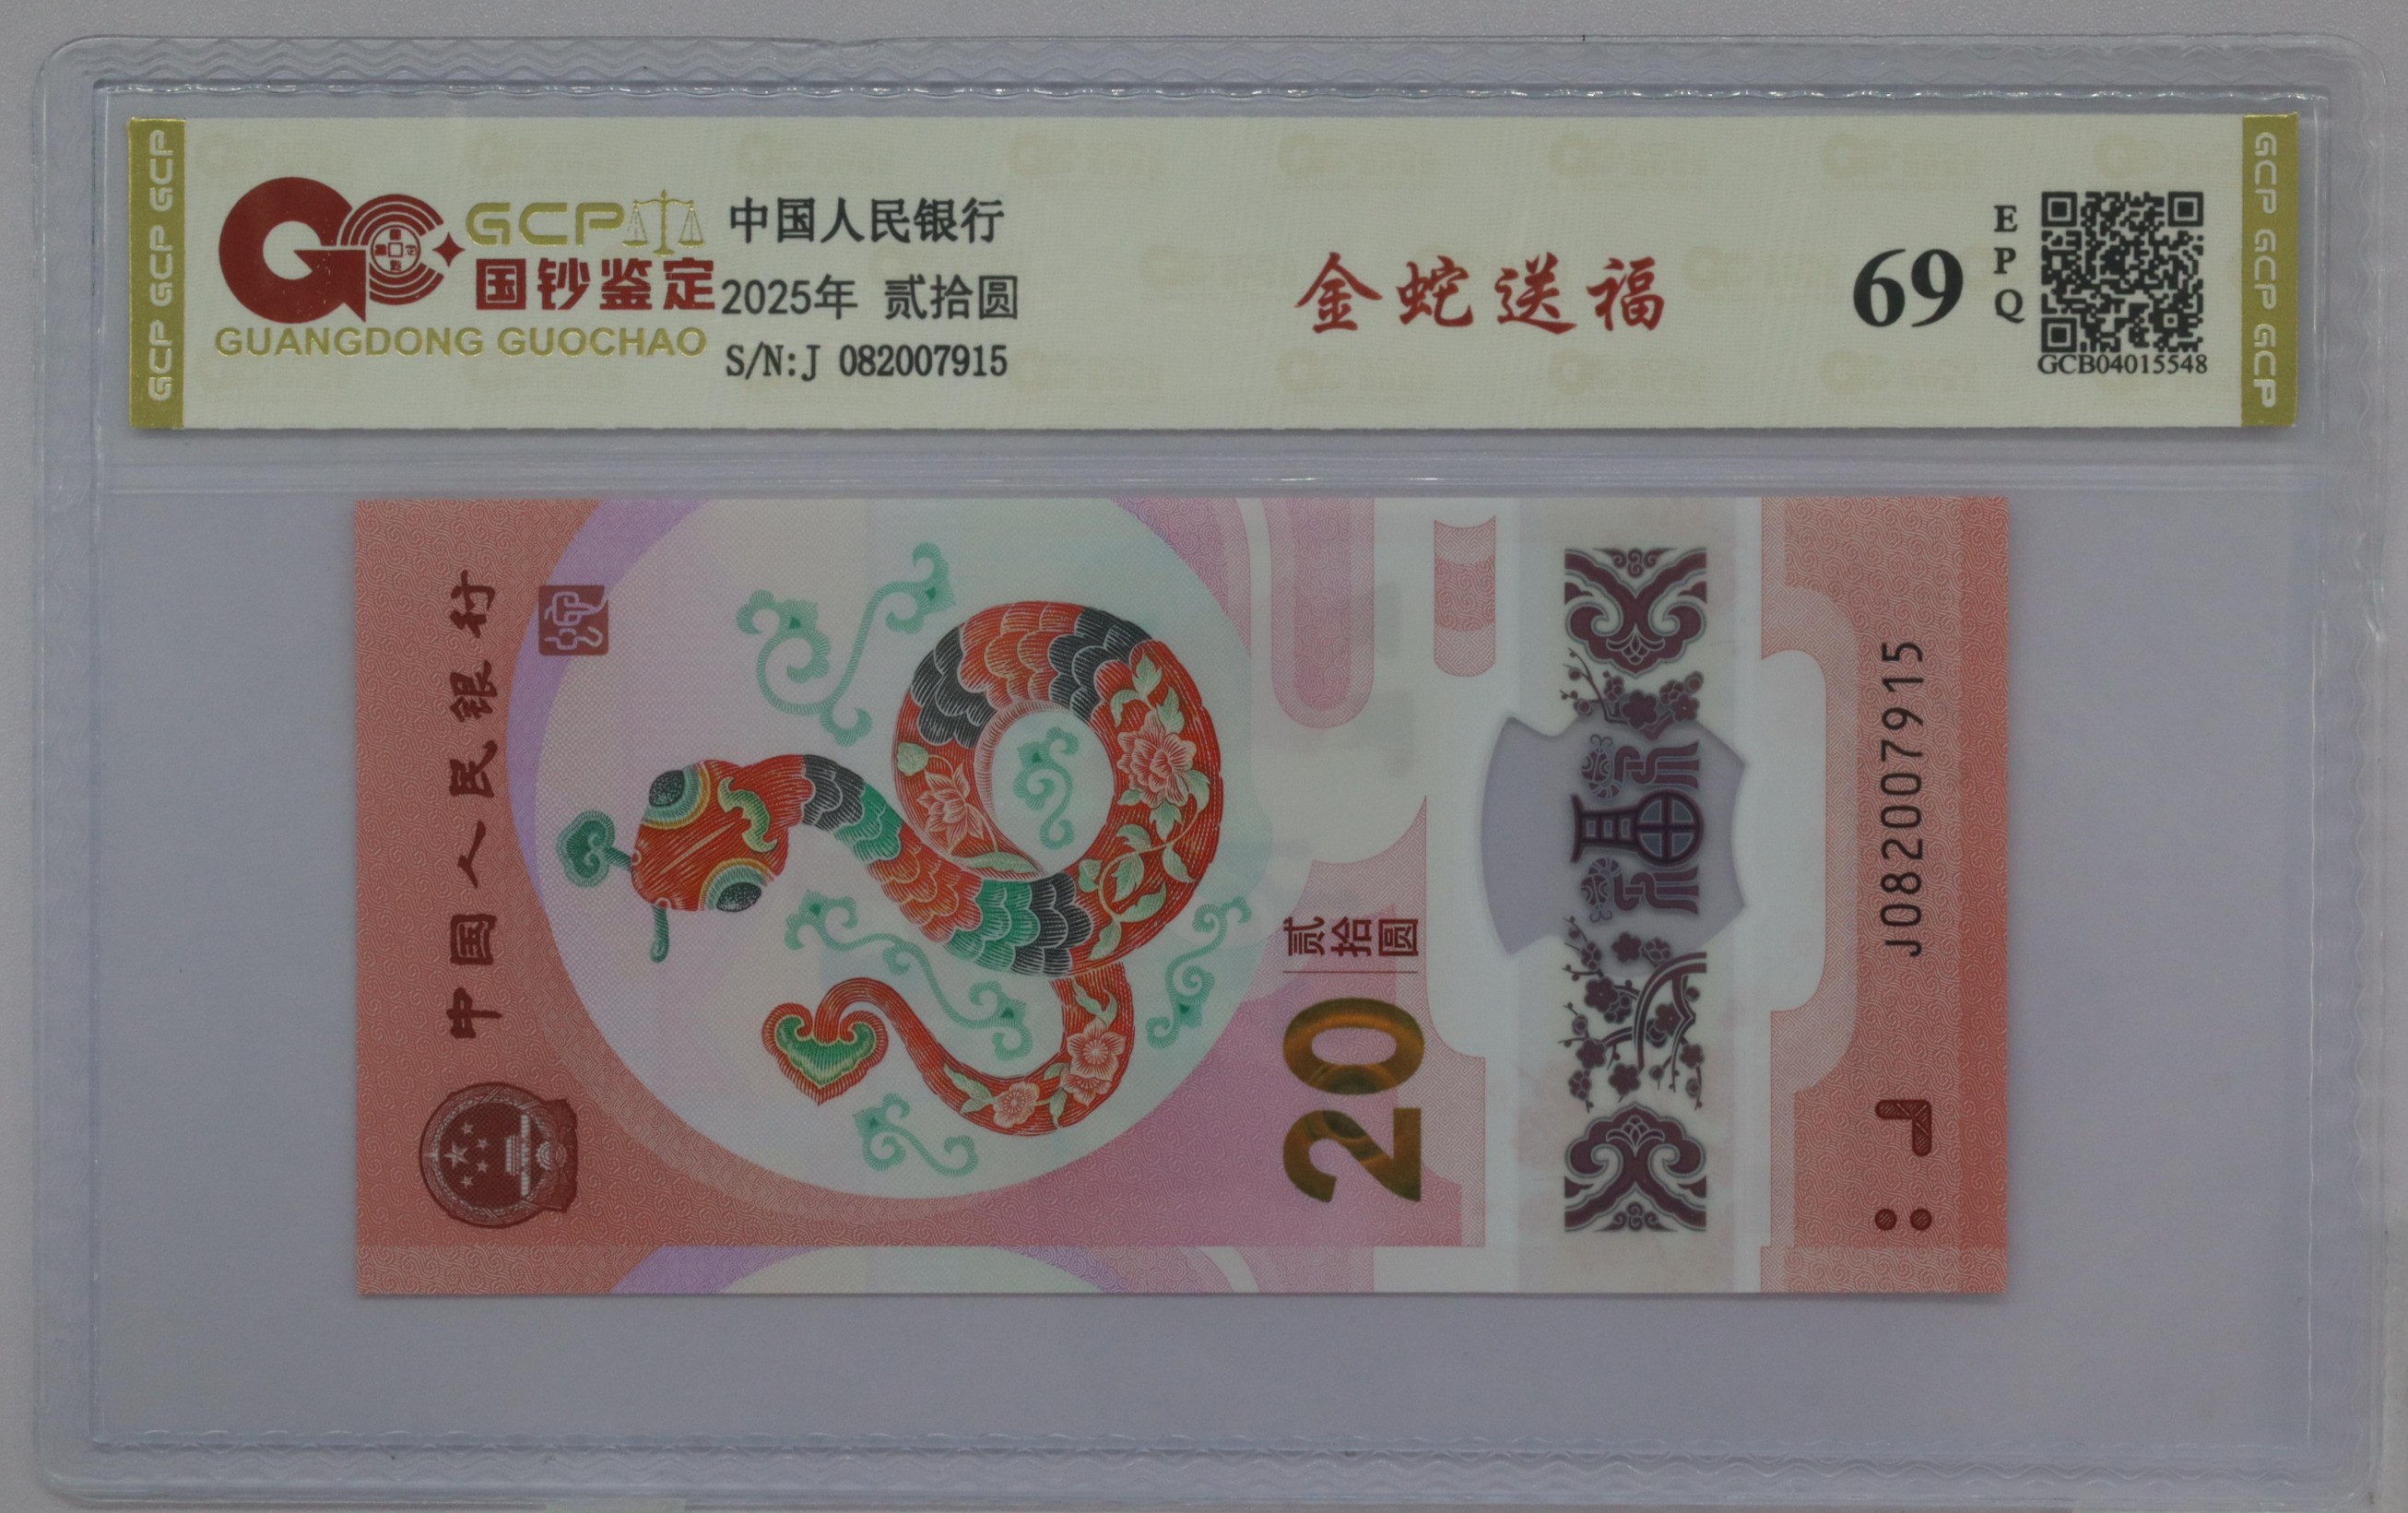 GCP GCP GCP
GCP
国钞鉴定
GUANGDONG GUOCHAO
中国人民银行
2025年 贰拾圆
S/N:J 082007915
金蛇送福
69
EPQ
GCB04015548
GCP GCP GCP
中国人民银行
20
贰拾圆
福
J082007915